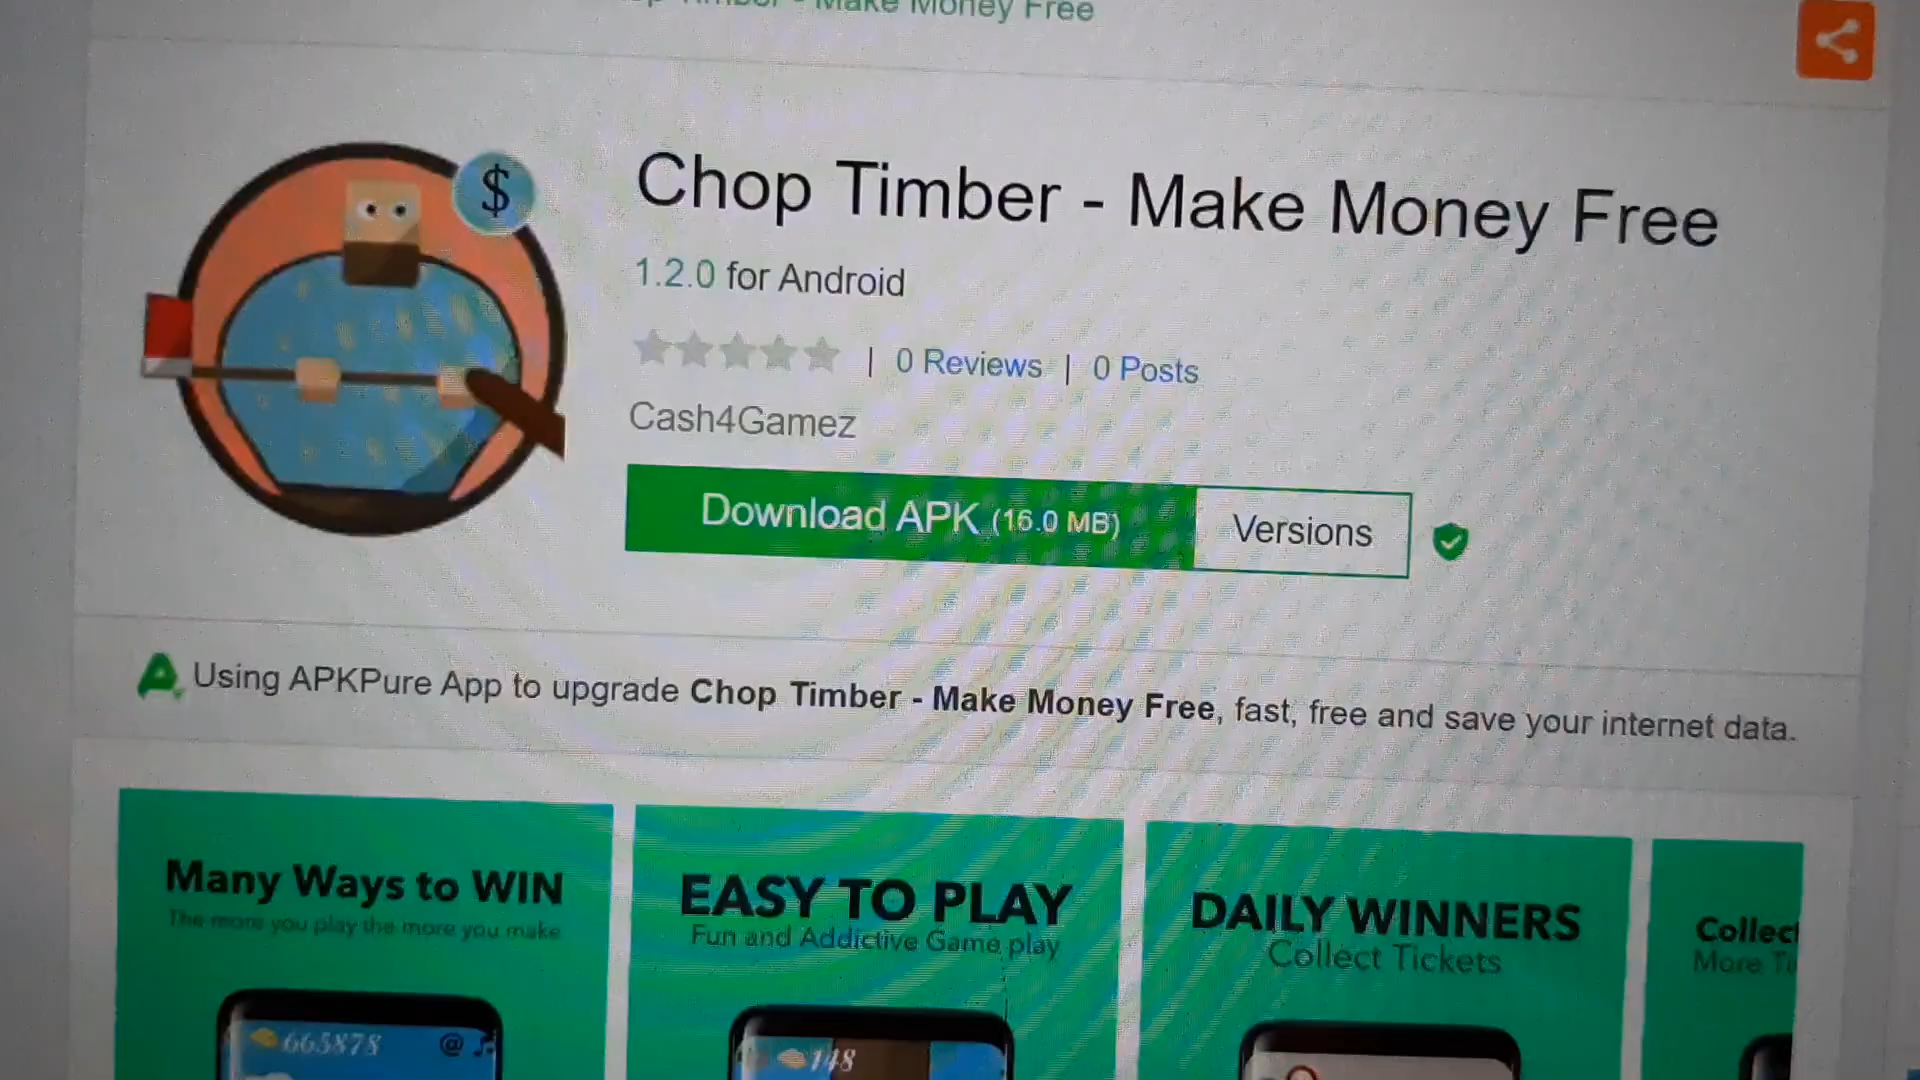 Make Money Free
$
Chop Timber - Make Money Free
1.2.0 for Android
| 0 Reviews | 0 Posts
Cash4Gamez
Download APK (16.0 MB)
Versions
Using APKPure App to upgrade Chop Timber - Make Money Free, fast, free and save your internet data.
Many Ways to WIN
The more you play the more you make
EASY TO PLAY
Fun and Addictive Game play
DAILY WINNERS
Collect Tickets
Collect
More
665878 @
148